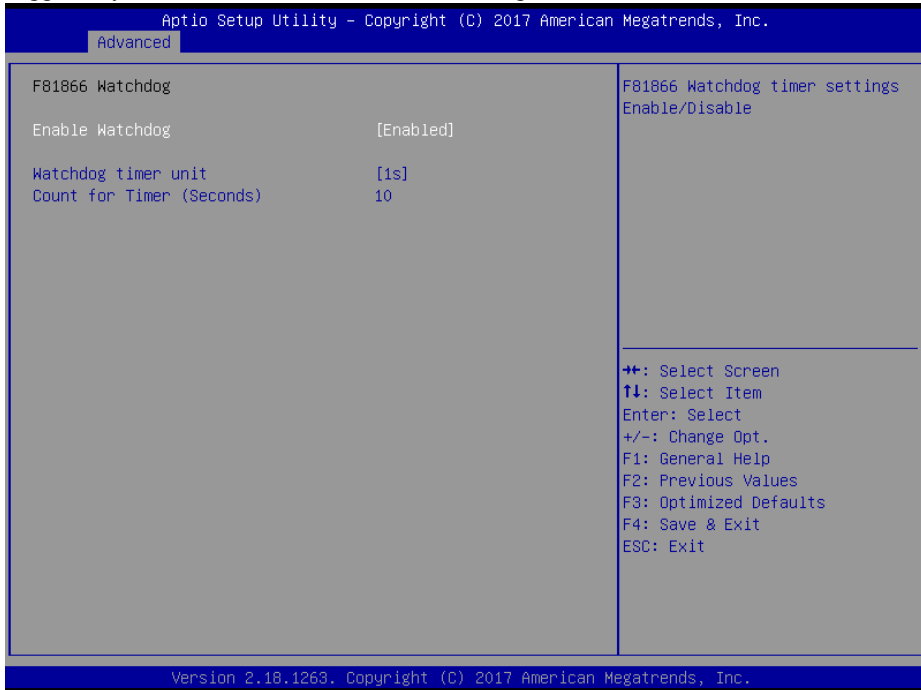 Aptio Setup Utility – Copyright (C) 2017 American Megatrends, Inc.
Advanced
F81866 Watchdog
Enable Watchdog [Enabled]
Watchdog timer unit [1s]
Count for Timer (Seconds) 10
F81866 Watchdog timer settings
Enable/Disable
→←: Select Screen
↑↓: Select Item
Enter: Select
+/-: Change Opt.
F1: General Help
F2: Previous Values
F3: Optimized Defaults
F4: Save & Exit
ESC: Exit
Version 2.18.1263. Copyright (C) 2017 American Megatrends, Inc.